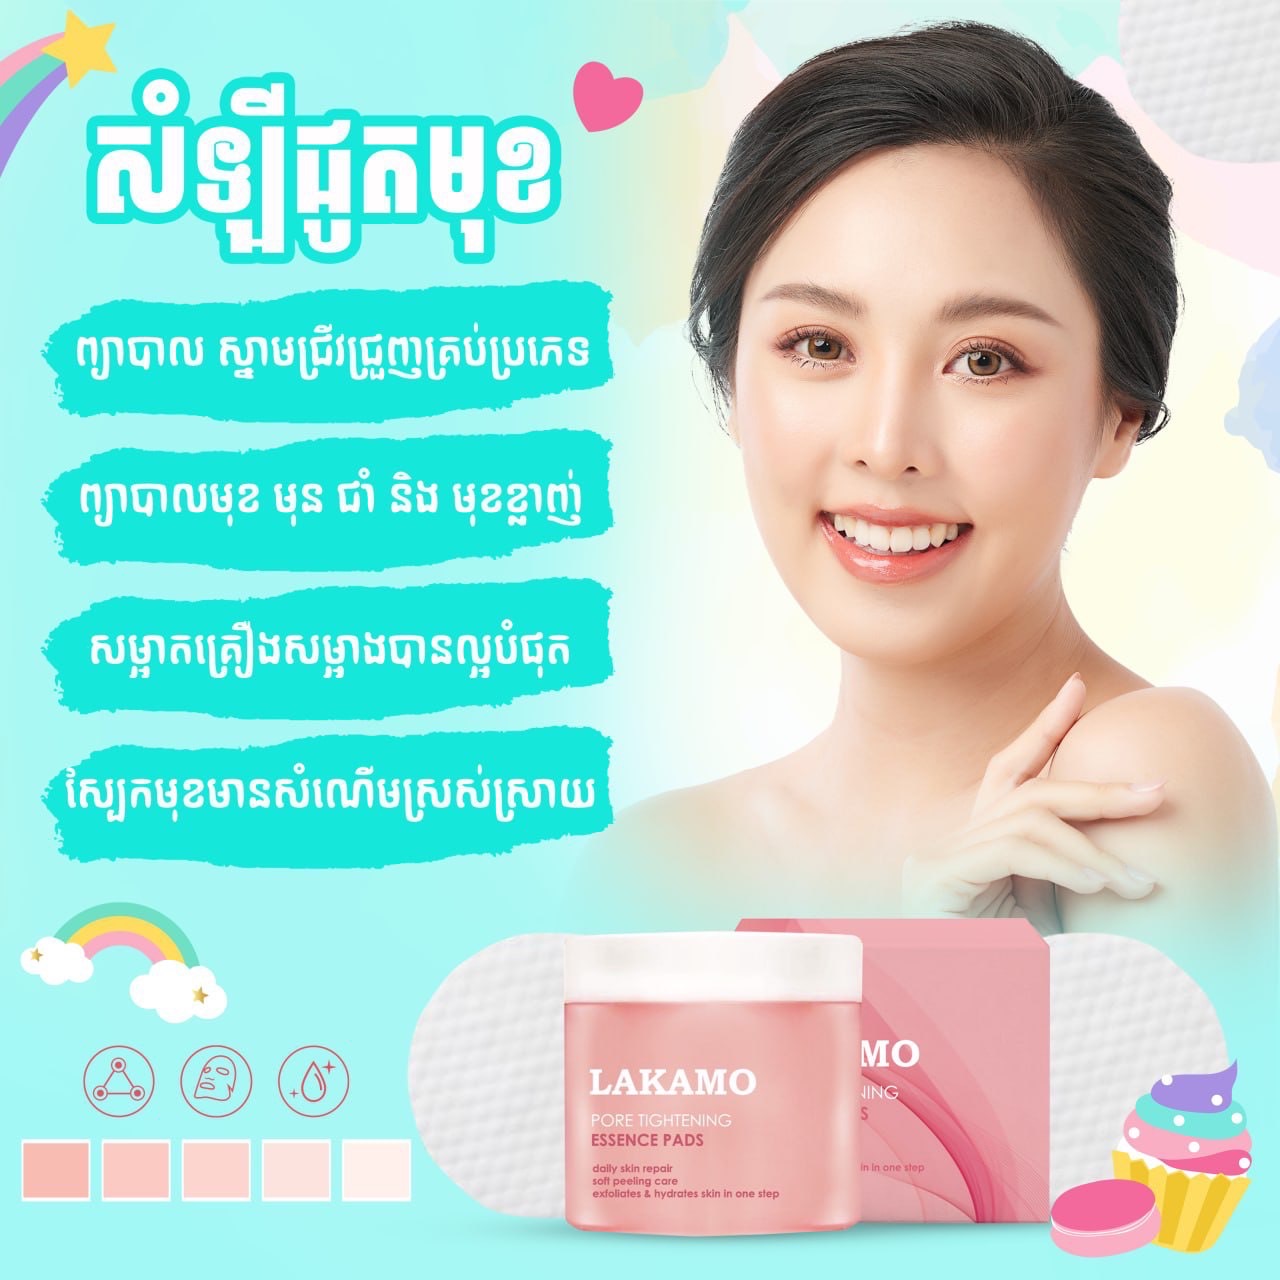 សំឡីជូតមុខ
ព្យាបាល ស្នាមជ្រីវជ្រួញគ្រប់ប្រភេទ
ព្យាបាលមុខ មុន ជាំ និង មុខខ្លាញ់
សម្អាតគ្រឿងសម្អាងបានល្អបំផុត
ស្បែកមុខមានសំណើមស្រស់ស្រាយ
LAKAMO
PORE TIGHTENING
ESSENCE PADS
daily skin repair
soft peeling care
exfoliates & hydrates skin in one step
MO
NING
S
in in one step